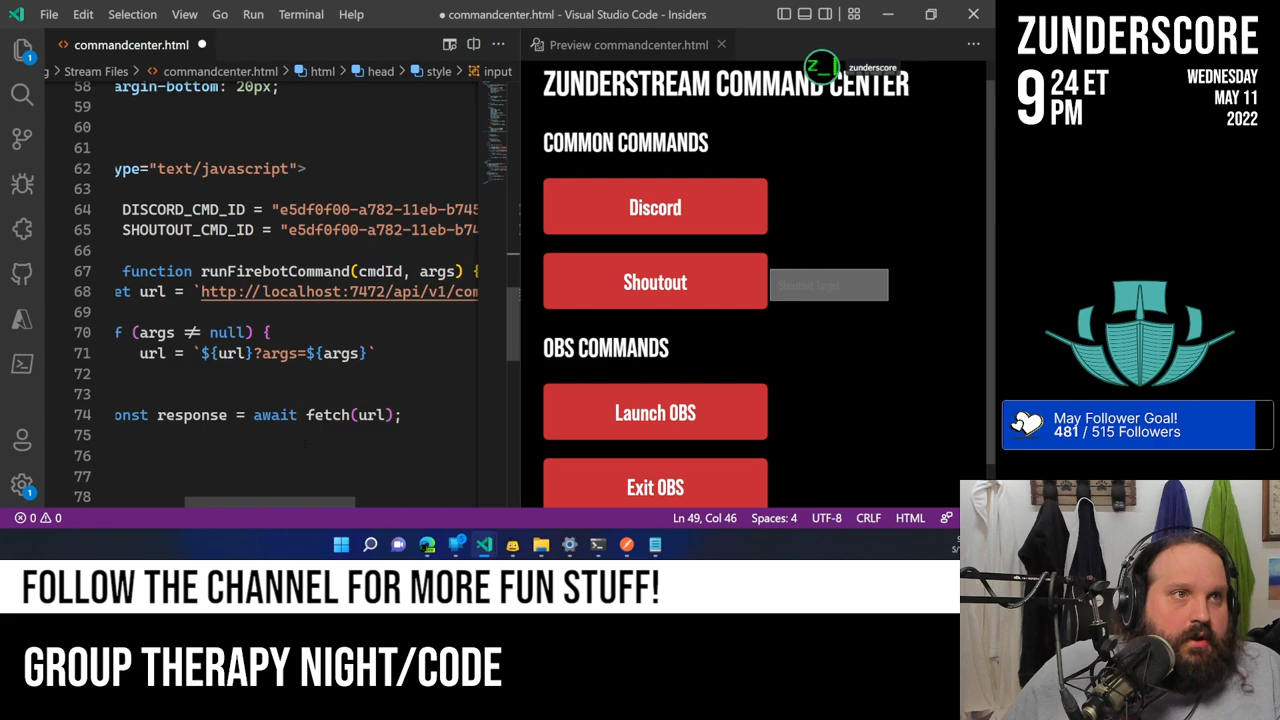 File Edit Selection View Go Run Terminal Help
● commandcenter.html - Visual Studio Code - Insiders
commandcenter.html
Preview commandcenter.html
g > Stream Files > commandcenter.html > html > head > style > input
58 argin-bottom: 20px;
59
60
61
62 ype="text/javascript">
63
64 DISCORD_CMD_ID = "e5df0f00-a782-11eb-b745
65 SHOUTOUT_CMD_ID = "e5df0f00-a782-11eb-b74
66
67 function runFirebotCommand(cmdId, args) {
68 et url = `http://localhost:7472/api/v1/com
69
70 f (args ≠ null) {
71 url = `${url}?args=${args}`
72
73
74 onst response = await fetch(url);
75
76
77
78
zunderscore
ZUNDERSTREAM COMMAND CENTER
COMMON COMMANDS
Discord
Shoutout
Shoutout Target
OBS COMMANDS
Launch OBS
Exit OBS
0 0
Ln 49, Col 46 Spaces: 4 UTF-8 CRLF HTML
ZUNDERSCORE
9 24 ET PM
WEDNESDAY
MAY 11
2022
May Follower Goal!
481 / 515 Followers
FOLLOW THE CHANNEL FOR MORE FUN STUFF!
GROUP THERAPY NIGHT/CODE